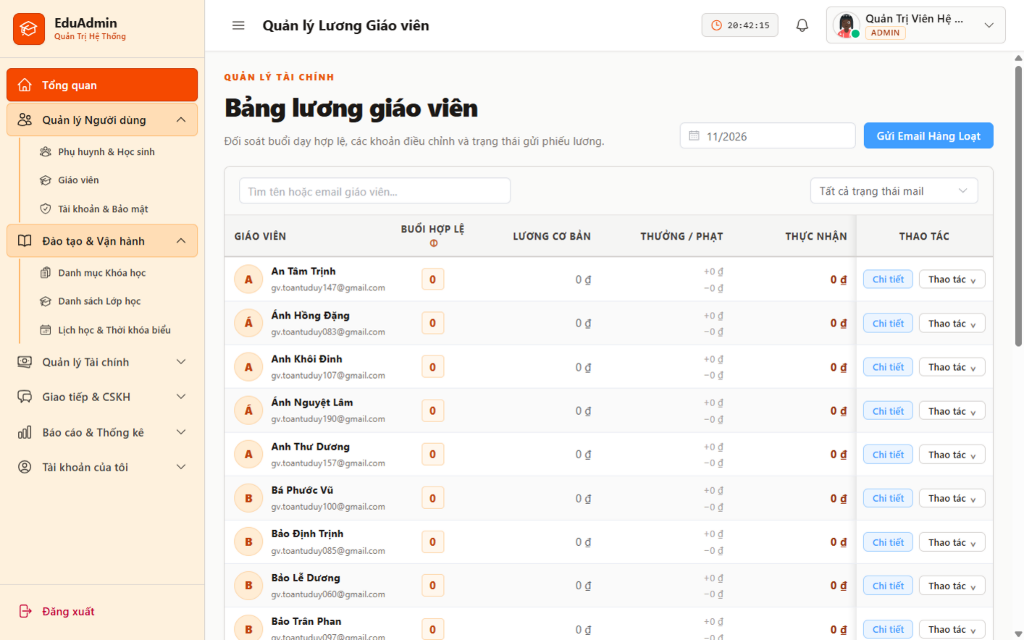 EduAdmin
Quản Trị Hệ Thống
Tổng quan
Quản lý Người dùng
Phụ huynh & Học sinh
Giáo viên
Tài khoản & Bảo mật
Đào tạo & Vận hành
Danh mục Khóa học
Danh sách Lớp học
Lịch học & Thời khóa biểu
Quản lý Tài chính
Giao tiếp & CSKH
Báo cáo & Thống kê
Tài khoản của tôi
Đăng xuất
Quản lý Lương Giáo viên
20:42:15
Quản Trị Viên Hệ ...
ADMIN
QUẢN LÝ TÀI CHÍNH
Bảng lương giáo viên
Đối soát buổi dạy hợp lệ, các khoản điều chỉnh và trạng thái gửi phiếu lương.
11/2026
Gửi Email Hàng Loạt
Tìm tên hoặc email giáo viên...
Tất cả trạng thái mail
GIÁO VIÊN BUỔI HỢP LỆ LƯƠNG CƠ BẢN THƯỞNG / PHẠT THỰC NHẬN THAO TÁC
A An Tâm Trịnh 0 0 ₫ +0 ₫ 0 ₫ Chi tiết Thao tác
gv.toantuduy147@gmail.com −0 ₫
Á Ánh Hồng Đặng 0 0 ₫ +0 ₫ 0 ₫ Chi tiết Thao tác
gv.toantuduy083@gmail.com −0 ₫
A Anh Khôi Đinh 0 0 ₫ +0 ₫ 0 ₫ Chi tiết Thao tác
gv.toantuduy107@gmail.com −0 ₫
Á Ánh Nguyệt Lâm 0 0 ₫ +0 ₫ 0 ₫ Chi tiết Thao tác
gv.toantuduy190@gmail.com −0 ₫
A Anh Thư Dương 0 0 ₫ +0 ₫ 0 ₫ Chi tiết Thao tác
gv.toantuduy157@gmail.com −0 ₫
B Bá Phước Vũ 0 0 ₫ +0 ₫ 0 ₫ Chi tiết Thao tác
gv.toantuduy100@gmail.com −0 ₫
B Bảo Định Trịnh 0 0 ₫ +0 ₫ 0 ₫ Chi tiết Thao tác
gv.toantuduy085@gmail.com −0 ₫
B Bảo Lễ Dương 0 0 ₫ +0 ₫ 0 ₫ Chi tiết Thao tác
gv.toantuduy060@gmail.com −0 ₫
B Bảo Trân Phan 0 0 ₫ +0 ₫ 0 ₫ Chi tiết Thao tác
gv.toantuduy097@gmail.com −0 ₫